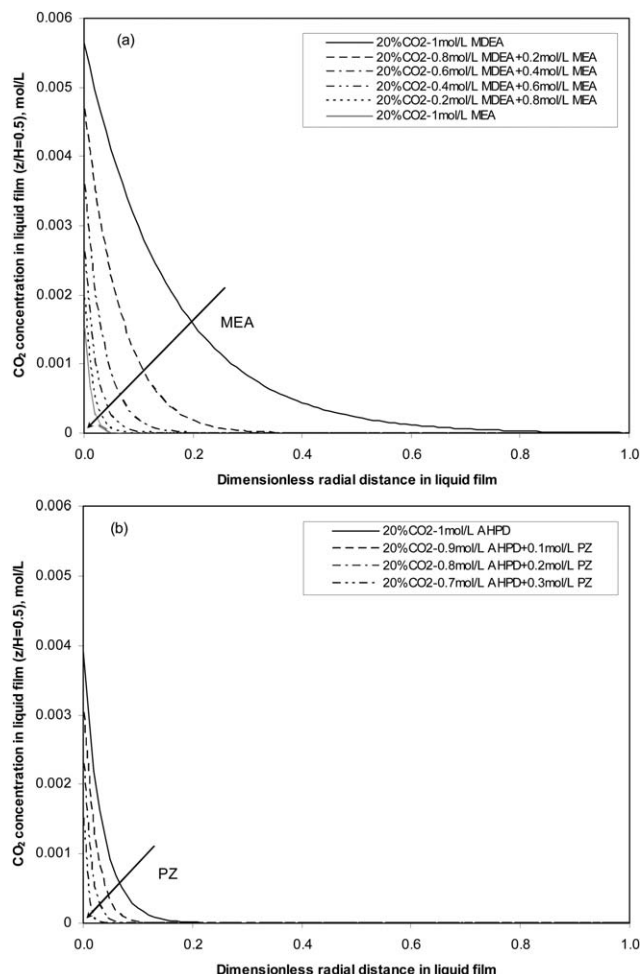 (a)
20%CO2-1mol/L MDEA
20%CO2-0.8mol/L MDEA+0.2mol/L MEA
20%CO2-0.6mol/L MDEA+0.4mol/L MEA
20%CO2-0.4mol/L MDEA+0.6mol/L MEA
20%CO2-0.2mol/L MDEA+0.8mol/L MEA
20%CO2-1mol/L MEA
CO₂ concentration in liquid film (z/H=0.5), mol/L
0.006
0.005
0.004
0.003
0.002
0.001
0
MEA
0.0 0.2 0.4 0.6 0.8 1.0
Dimensionless radial distance in liquid film
(b)
20%CO2-1mol/L AHPD
20%CO2-0.9mol/L AHPD+0.1mol/L PZ
20%CO2-0.8mol/L AHPD+0.2mol/L PZ
20%CO2-0.7mol/L AHPD+0.3mol/L PZ
CO₂ concentration in liquid film (z/H=0.5), mol/L
0.006
0.005
0.004
0.003
0.002
0.001
0
PZ
0.0 0.2 0.4 0.6 0.8 1.0
Dimensionless radial distance in liquid film